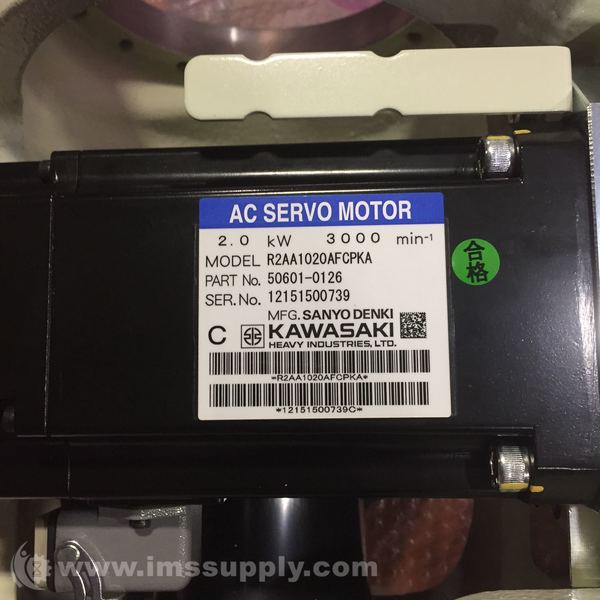 AC SERVO MOTOR
2.0 kW 3000 min-1
MODEL R2AA1020AFCPKA
PART No. 50601-0126
SER.No. 12151500739
MFG. SANYO DENKI
C KAWASAKI
HEAVY INDUSTRIES, LTD.
*R2AA1020AFCPKA*
*12151500739C*
合格
www.imssupply.com